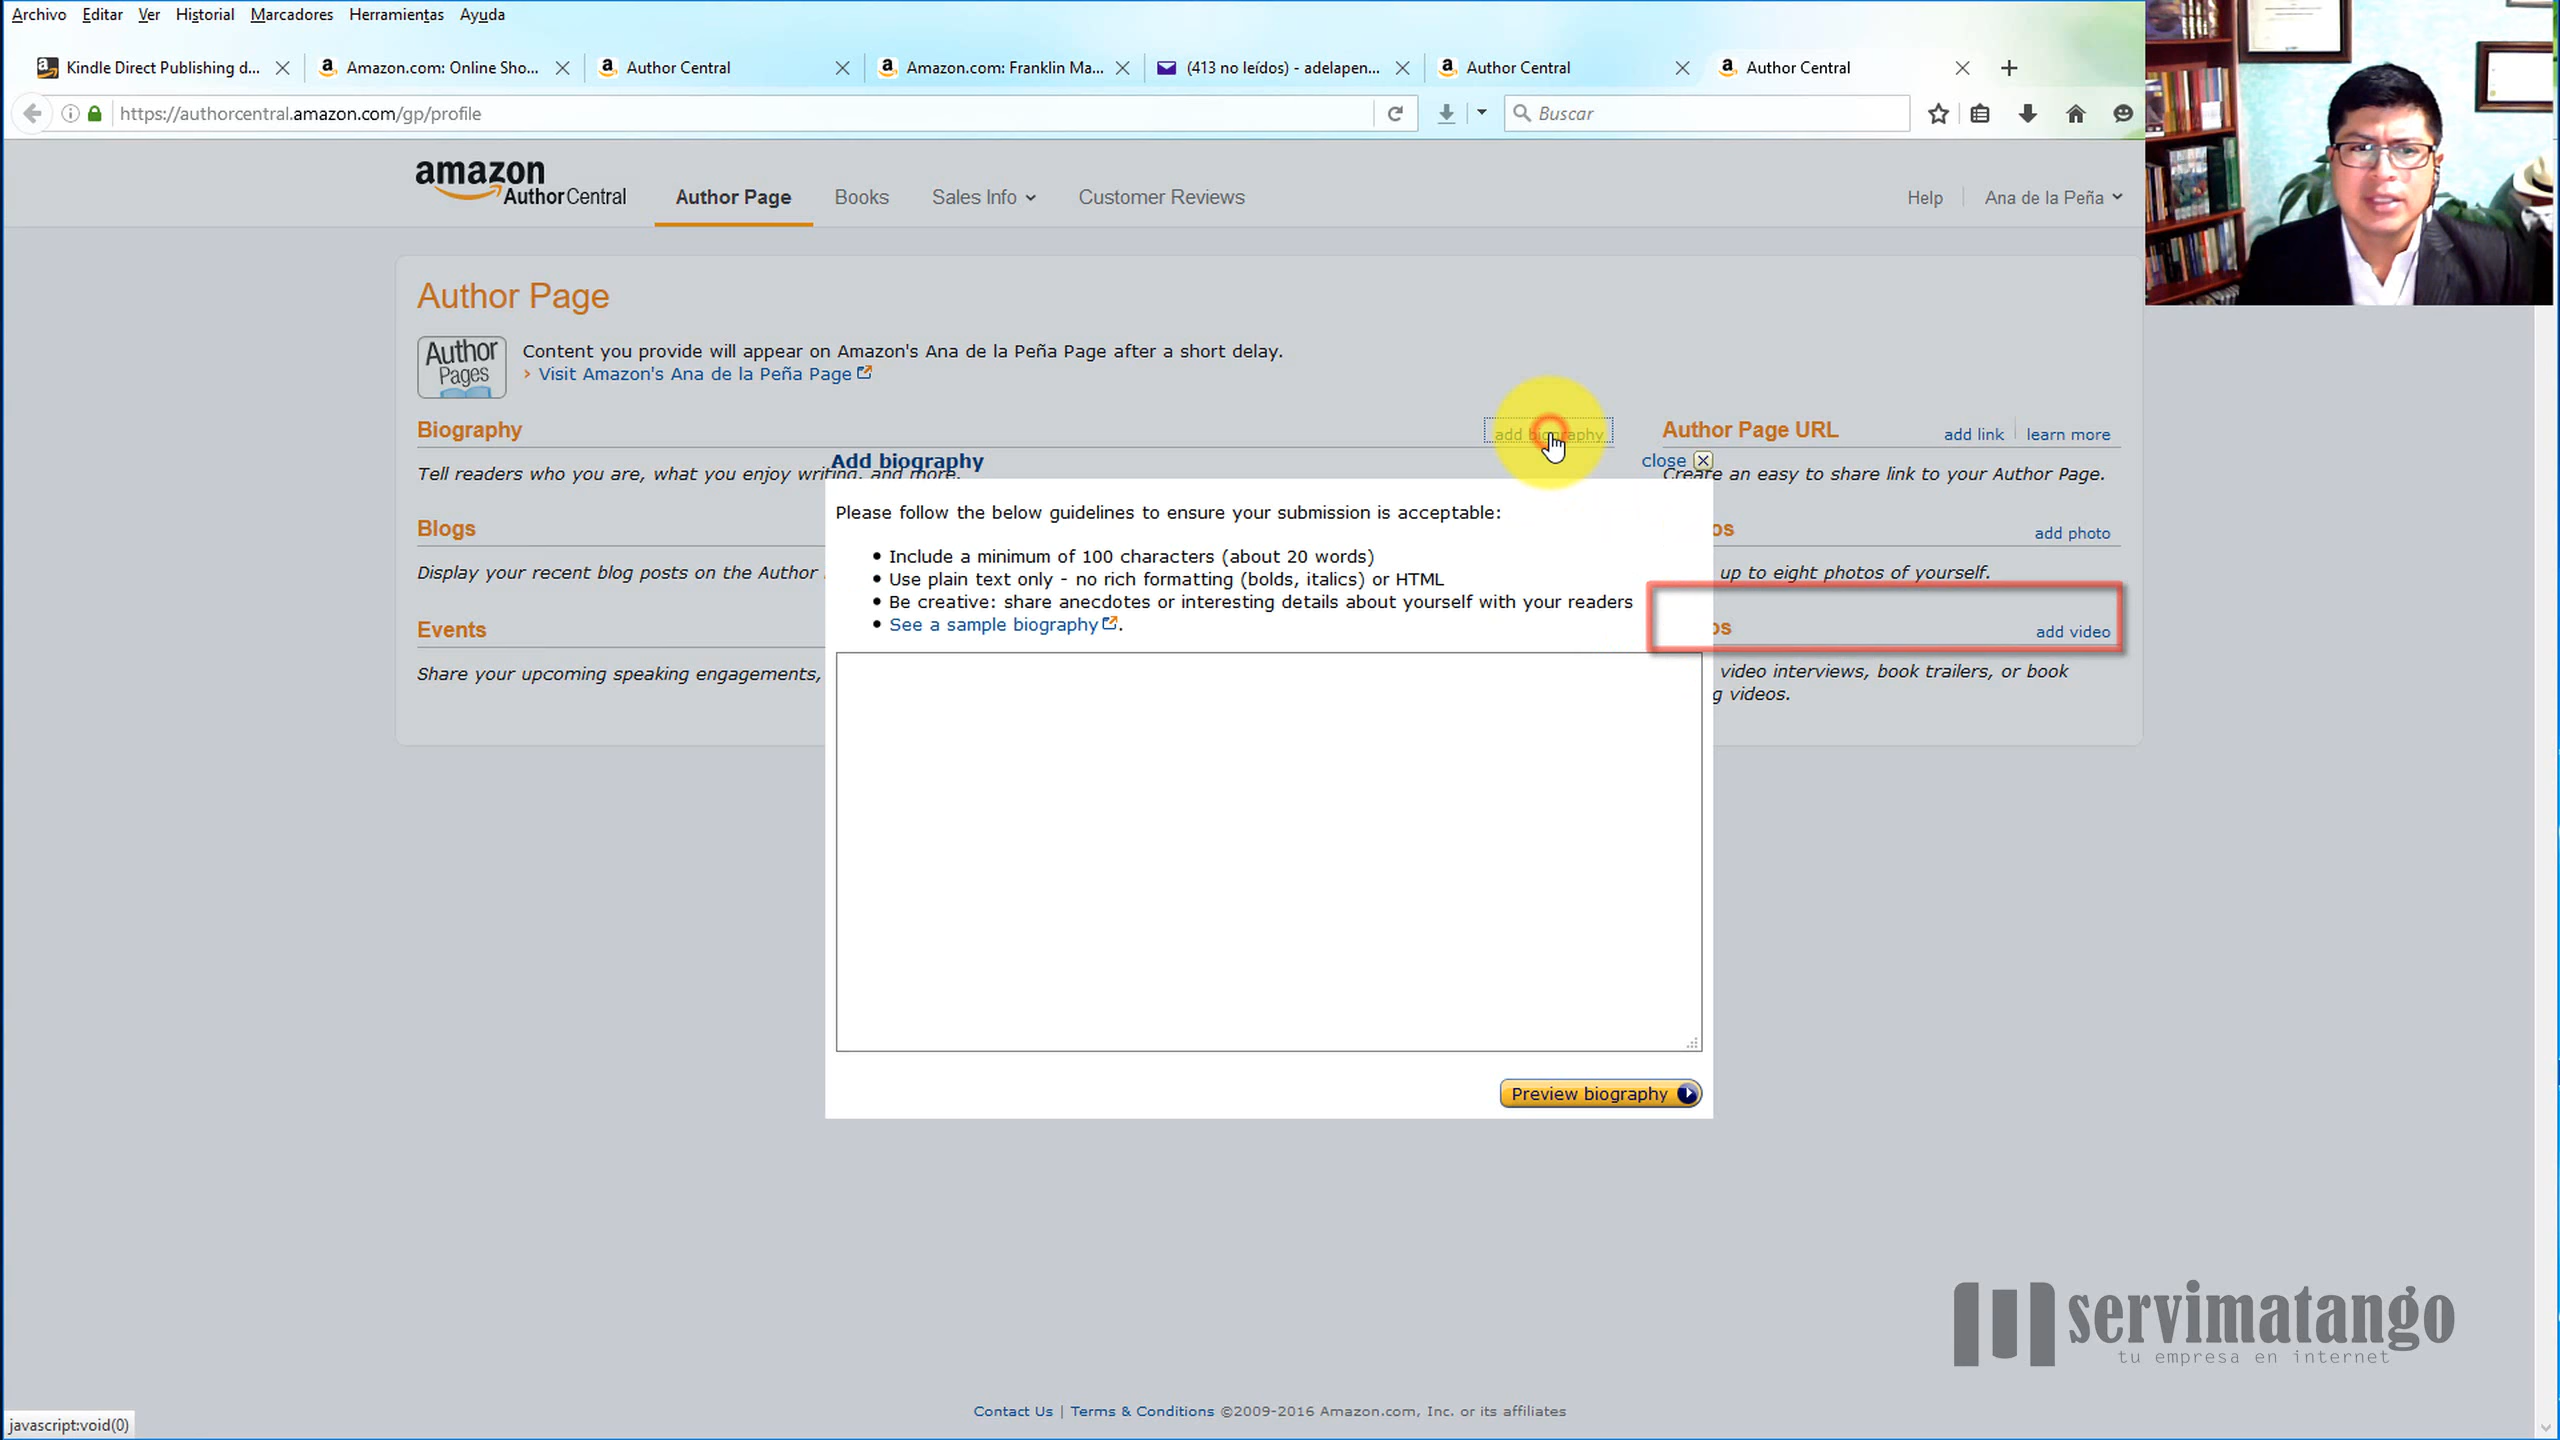 Archivo Editar Ver Historial Marcadores Herramientas Ayuda
Kindle Direct Publishing d...
Amazon.com: Online Sho...
Author Central
Amazon.com: Franklin Ma...
(413 no leídos) - adelapen...
Author Central
Author Central
https://authorcentral.amazon.com/gp/profile
Buscar
amazon
AuthorCentral
Author Page
Books
Sales Info
Customer Reviews
Help
Ana de la Peña
Author Page
Author
Pages
Content you provide will appear on Amazon's Ana de la Peña Page after a short delay.
› Visit Amazon's Ana de la Peña Page
Biography
add biography
Tell readers who you are, what you enjoy writing, and more.
Blogs
Display your recent blog posts on the Author
Events
Share your upcoming speaking engagements,
Author Page URL
add link
learn more
Create an easy to share link to your Author Page.
os
add photo
up to eight photos of yourself.
os
add video
video interviews, book trailers, or book
g videos.
Add biography
close
Please follow the below guidelines to ensure your submission is acceptable:
• Include a minimum of 100 characters (about 20 words)
• Use plain text only - no rich formatting (bolds, italics) or HTML
• Be creative: share anecdotes or interesting details about yourself with your readers
• See a sample biography.
Preview biography
servimatango
tu empresa en internet
Contact Us | Terms & Conditions ©2009-2016 Amazon.com, Inc. or its affiliates
javascript:void(0)